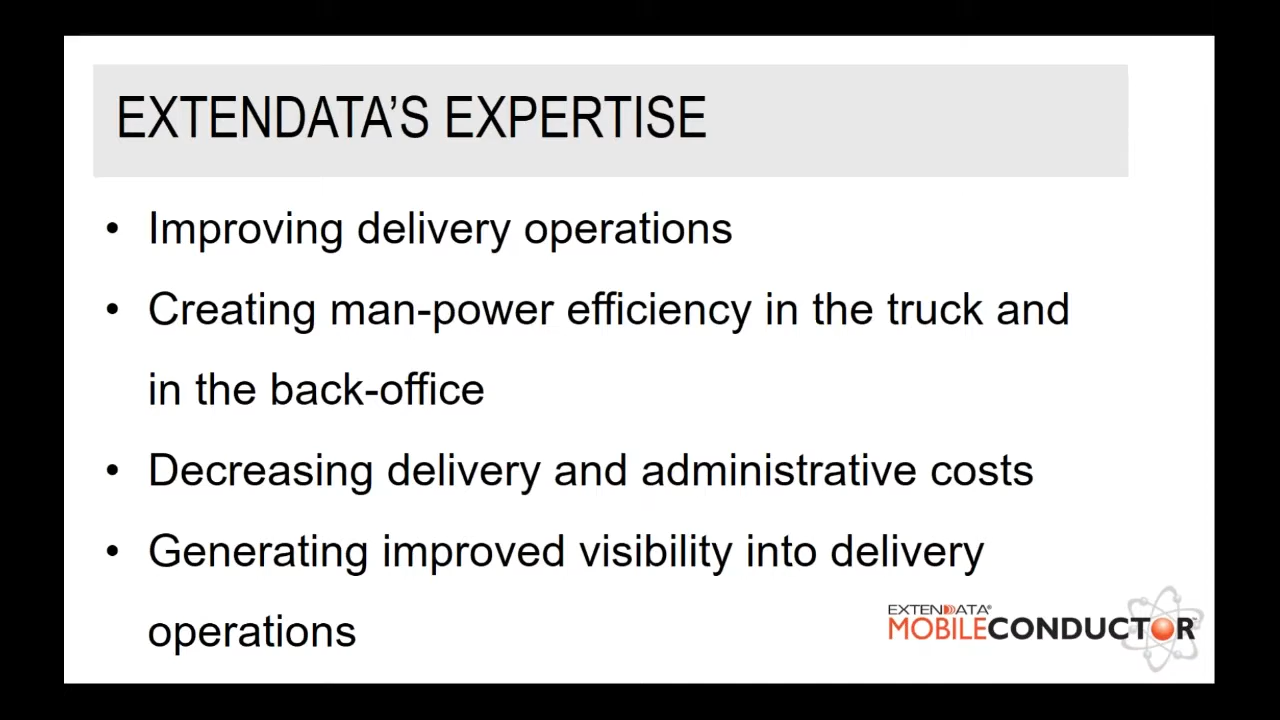 EXTENDATA’S EXPERTISE
• Improving delivery operations
• Creating man-power efficiency in the truck and
in the back-office
• Decreasing delivery and administrative costs
• Generating improved visibility into delivery
operations
EXTENDATA®
MOBILECONDUCTOR